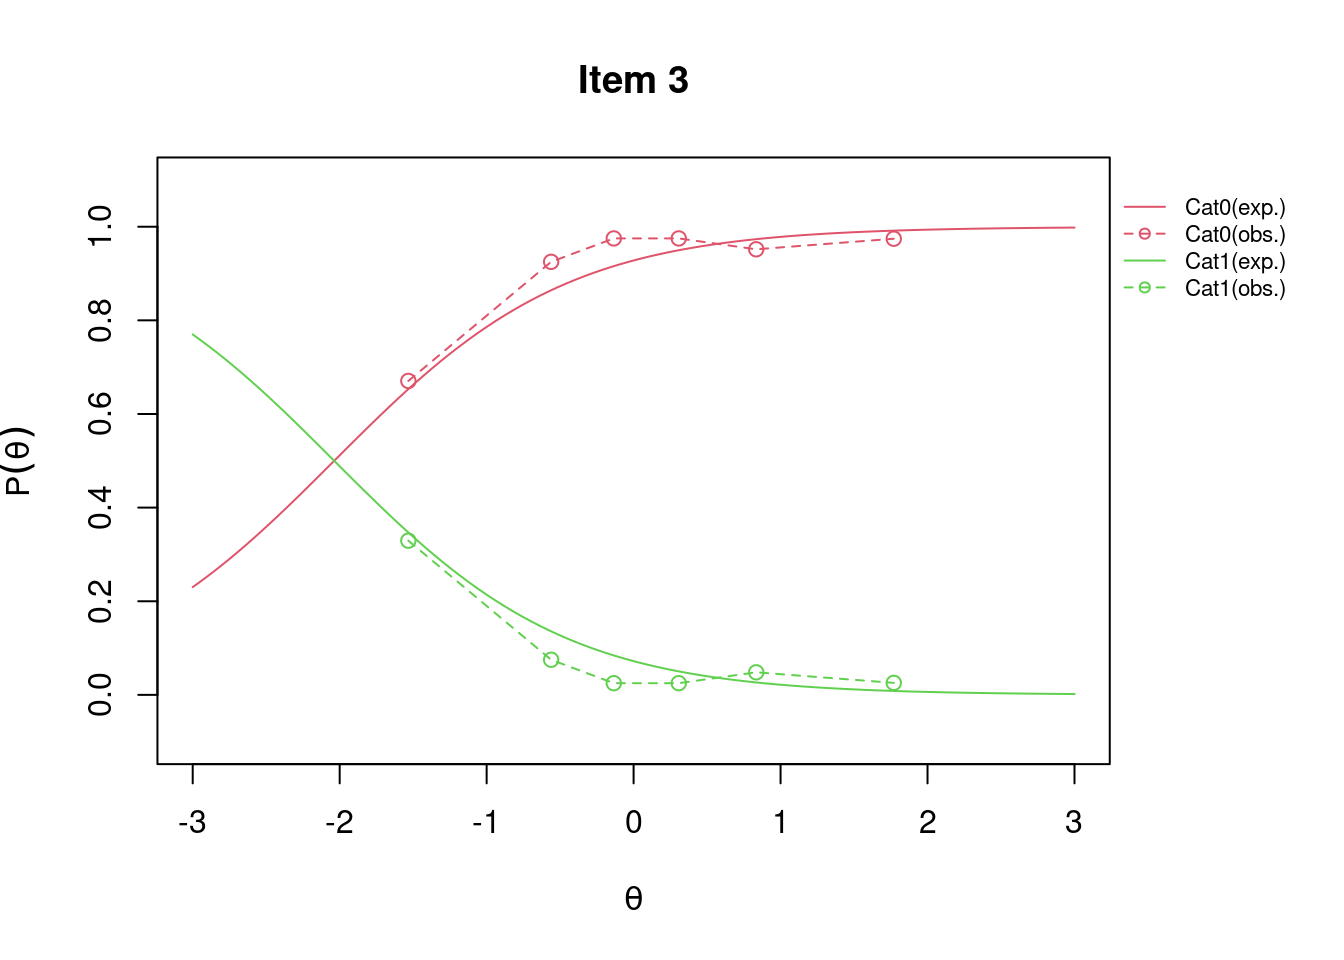 Item 3
Cat0(exp.)
Cat0(obs.)
Cat1(exp.)
Cat1(obs.)
P(θ)
1.0
0.8
0.6
0.4
0.2
0.0
-3 -2 -1 0 1 2 3
θ